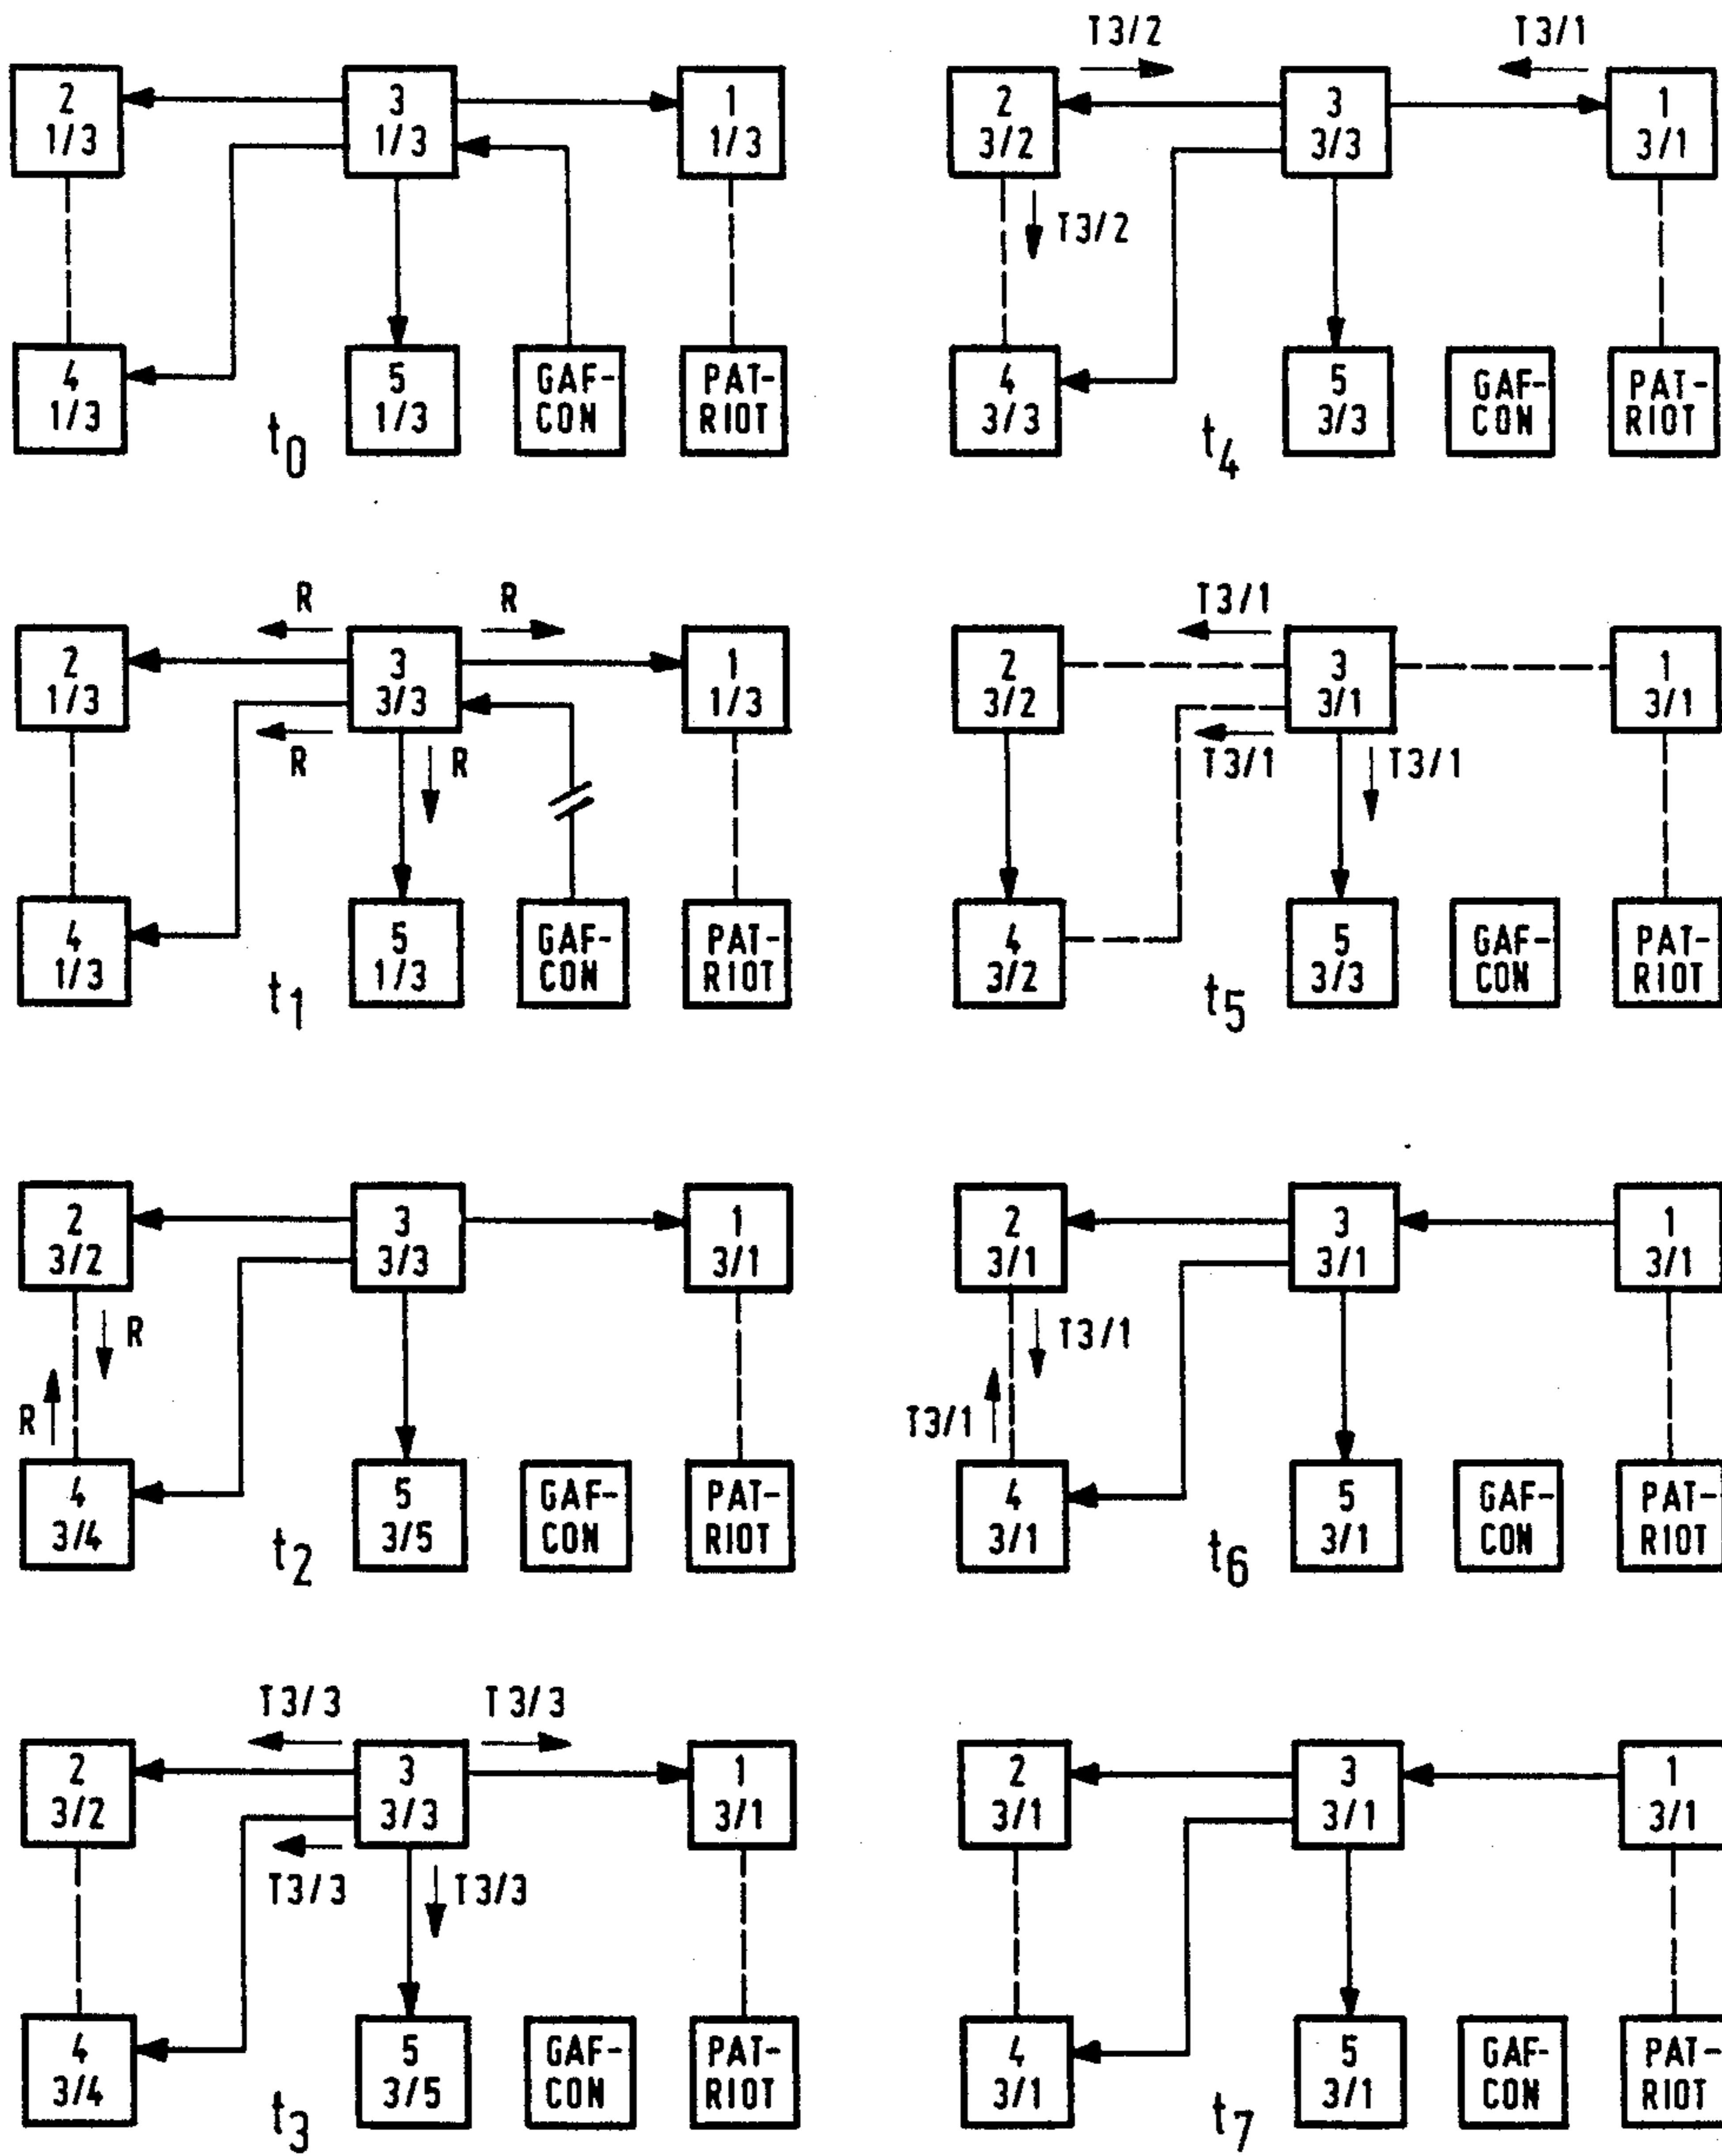 2
1/3
3
1/3
1
1/3
4
1/3
t0
5
1/3
GAF-
CON
PAT-
RIOT
T3/2
T3/1
2
3/2
3
3/3
1
3/1
T3/2
4
3/3
t4
5
3/3
GAF-
CON
PAT-
RIOT
R
R
2
1/3
3
3/3
1
1/3
R
R
4
1/3
t1
5
1/3
GAF-
CON
PAT-
RIOT
T3/1
2
3/2
3
3/1
1
3/1
T3/1
T3/1
4
3/2
t5
5
3/3
GAF-
CON
PAT-
RIOT
2
3/2
3
3/3
1
3/1
R
R
4
3/4
t2
5
3/5
GAF-
CON
PAT-
RIOT
2
3/1
3
3/1
1
3/1
T3/1
T3/1
4
3/1
t6
5
3/1
GAF-
CON
PAT-
RIOT
T3/3
T3/3
2
3/2
3
3/3
1
3/1
T3/3
T3/3
4
3/4
t3
5
3/5
GAF-
CON
PAT-
RIOT
2
3/1
3
3/1
1
3/1
4
3/1
t7
5
3/1
GAF-
CON
PAT-
RIOT